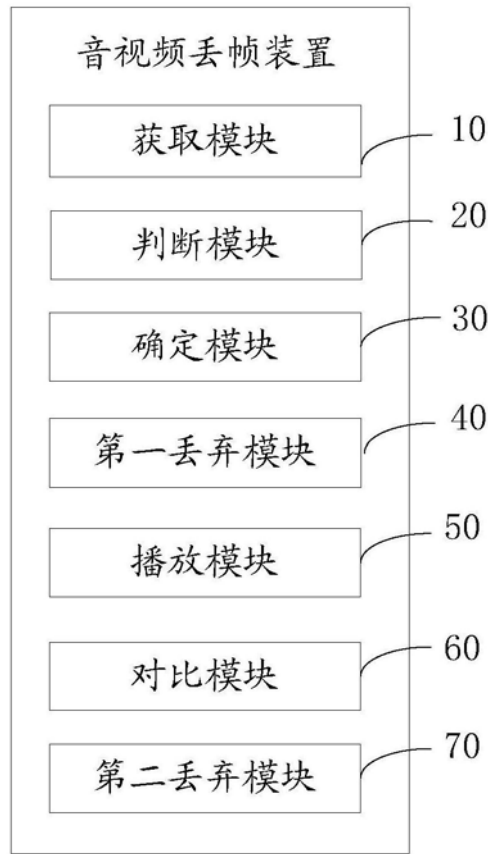 音视频丢帧装置
获取模块 10
判断模块 20
确定模块 30
第一丢弃模块 40
播放模块 50
对比模块 60
第二丢弃模块 70